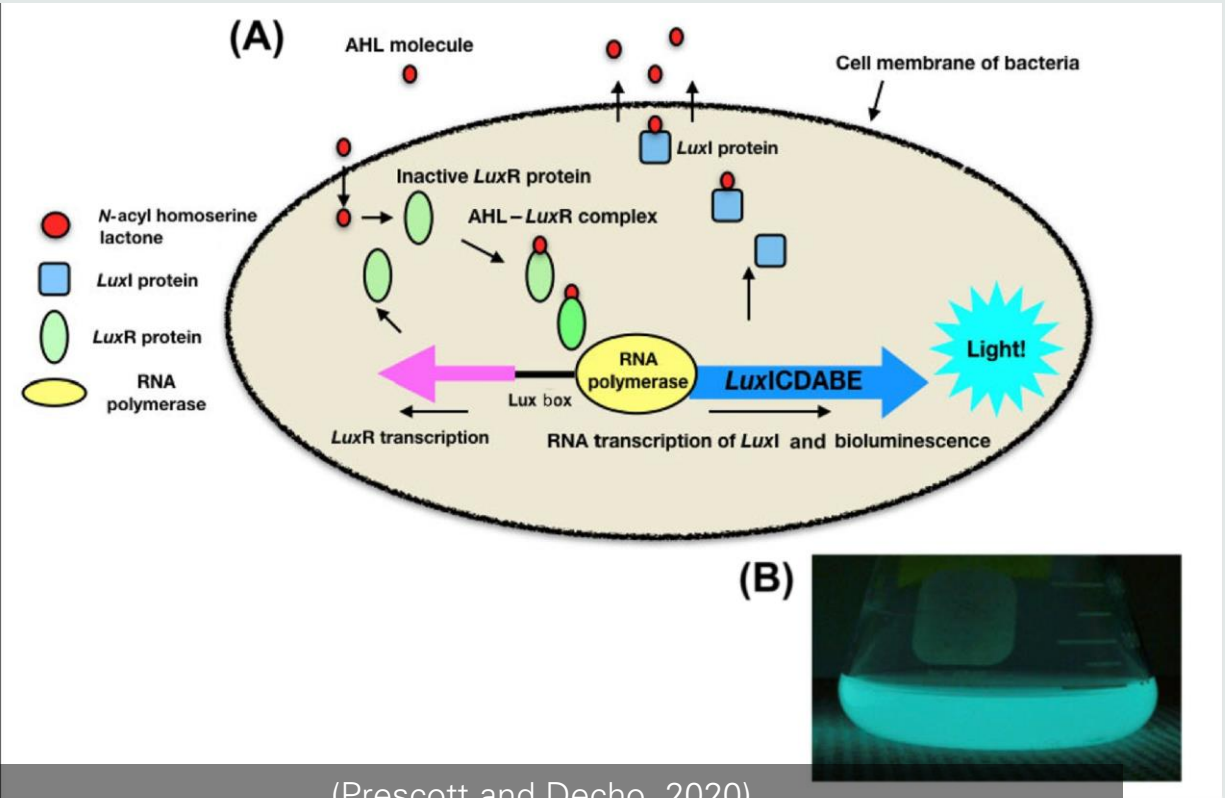 (A)
AHL molecule
Cell membrane of bacteria
LuxI protein
Inactive LuxR protein
AHL–LuxR complex
N-acyl homoserine
lactone
LuxI protein
LuxR protein
RNA
polymerase
RNA
polymerase
LuxICDABE
Light!
Lux box
LuxR transcription
RNA transcription of LuxI and bioluminescence
(B)
(Prescott and Decho, 2020)